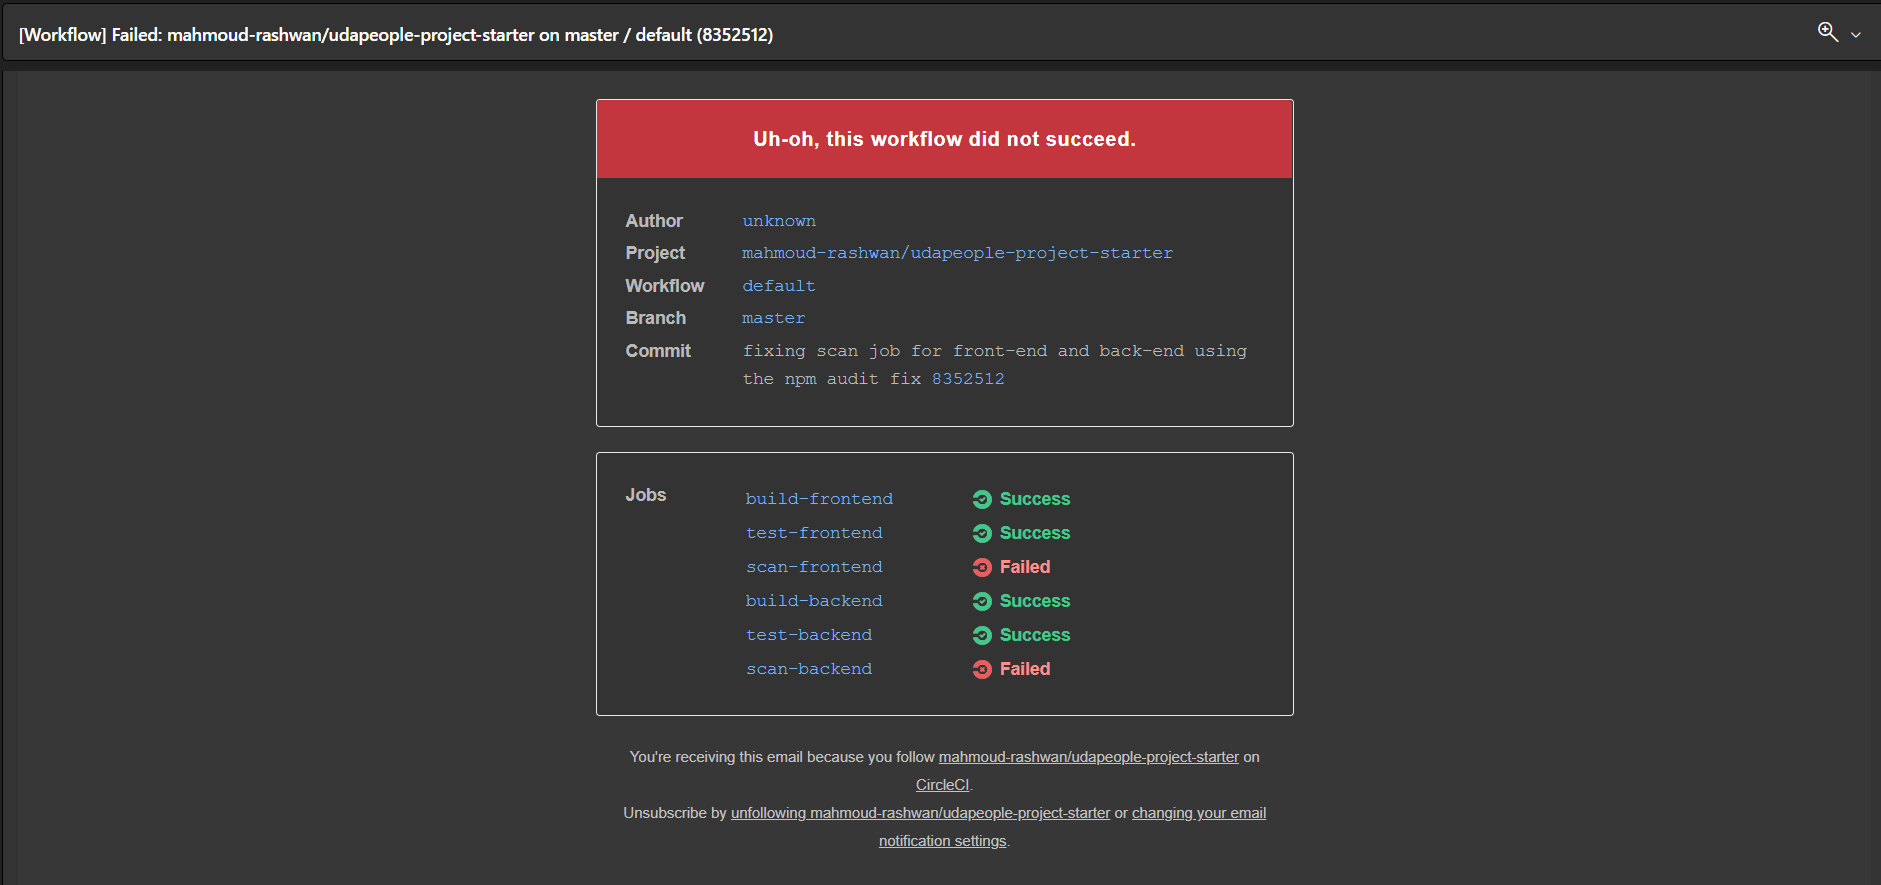 [Workflow] Failed: mahmoud-rashwan/udapeople-project-starter on master / default (8352512)
Uh-oh, this workflow did not succeed.
Author unknown
Project mahmoud-rashwan/udapeople-project-starter
Workflow default
Branch master
Commit fixing scan job for front-end and back-end using
the npm audit fix 8352512
Jobs build-frontend Success
test-frontend Success
scan-frontend Failed
build-backend Success
test-backend Success
scan-backend Failed
You're receiving this email because you follow mahmoud-rashwan/udapeople-project-starter on
CircleCI.
Unsubscribe by unfollowing mahmoud-rashwan/udapeople-project-starter or changing your email
notification settings.